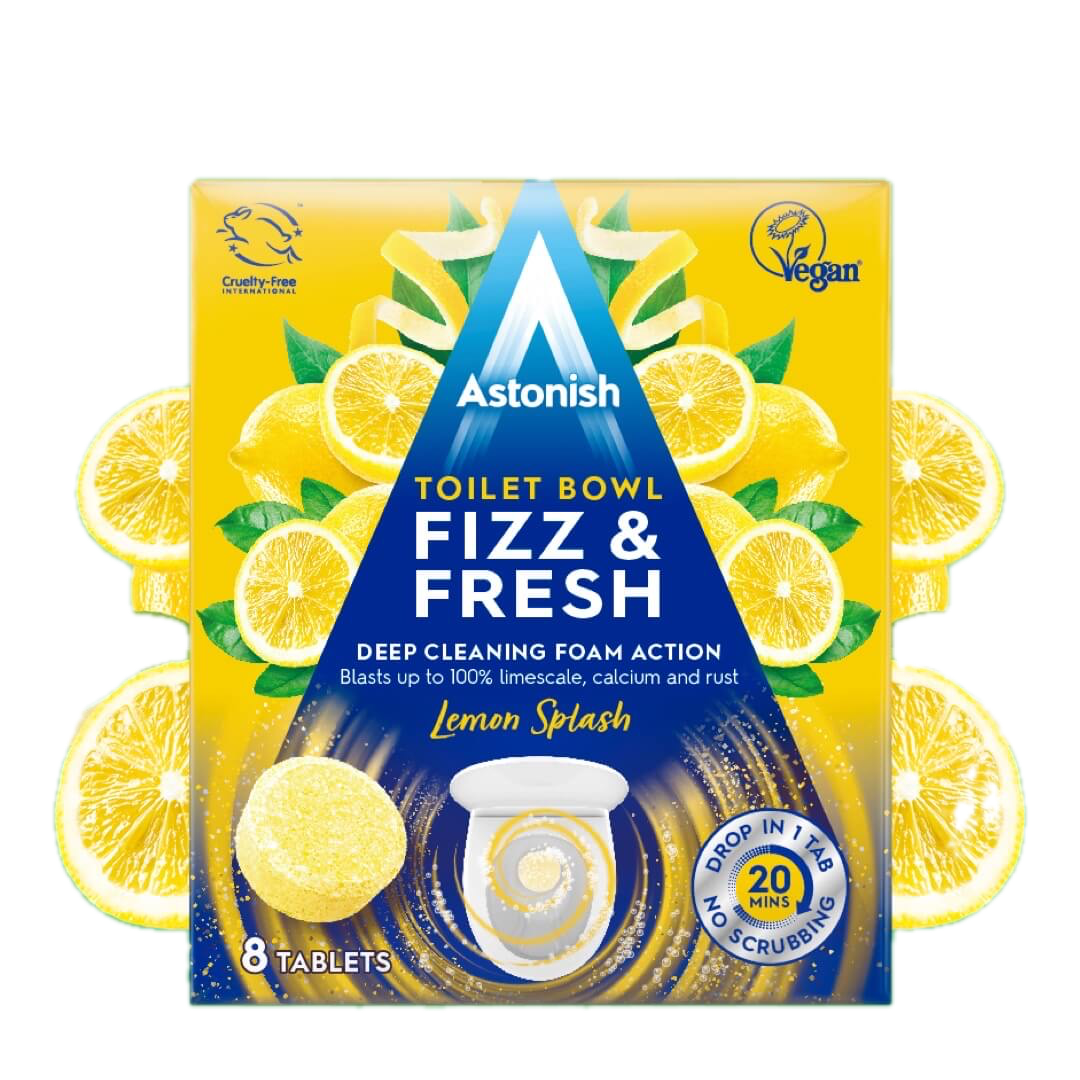 Cruelty-Free
INTERNATIONAL
™
Vegan®
Astonish
TOILET BOWL
FIZZ &
FRESH
DEEP CLEANING FOAM ACTION
Blasts up to 100% limescale, calcium and rust
Lemon Splash
DROP IN 1 TAB
20
MINS
NO SCRUBBING
8 TABLETS